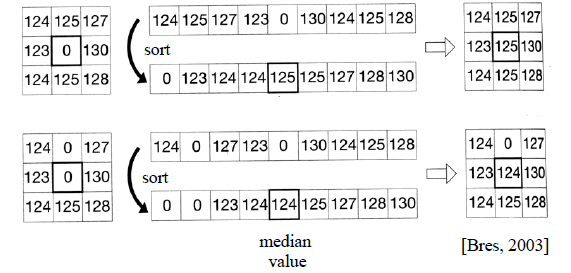 124 125 127
123 0 130
124 125 128
124 125 127 123 0 130 124 125 128
sort
0 123 124 124 125 125 127 128 130
124 125 127
123 125 130
124 125 128
124 0 127
123 0 130
124 125 128
124 0 127 123 0 130 124 125 128
sort
0 0 123 124 124 125 127 128 130
124 0 127
123 124 130
124 125 128
median
value
[Bres, 2003]